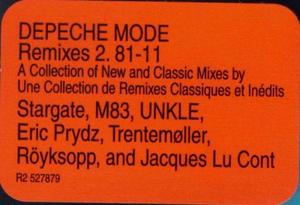 DEPECHE MODE
Remixes 2. 81-11
A Collection of New and Classic Mixes by
Une Collection de Remixes Classiques et Inédits
Stargate, M83, UNKLE,
Eric Prydz, Trentemøller,
Röyksopp, and Jacques Lu Cont
R2 527879